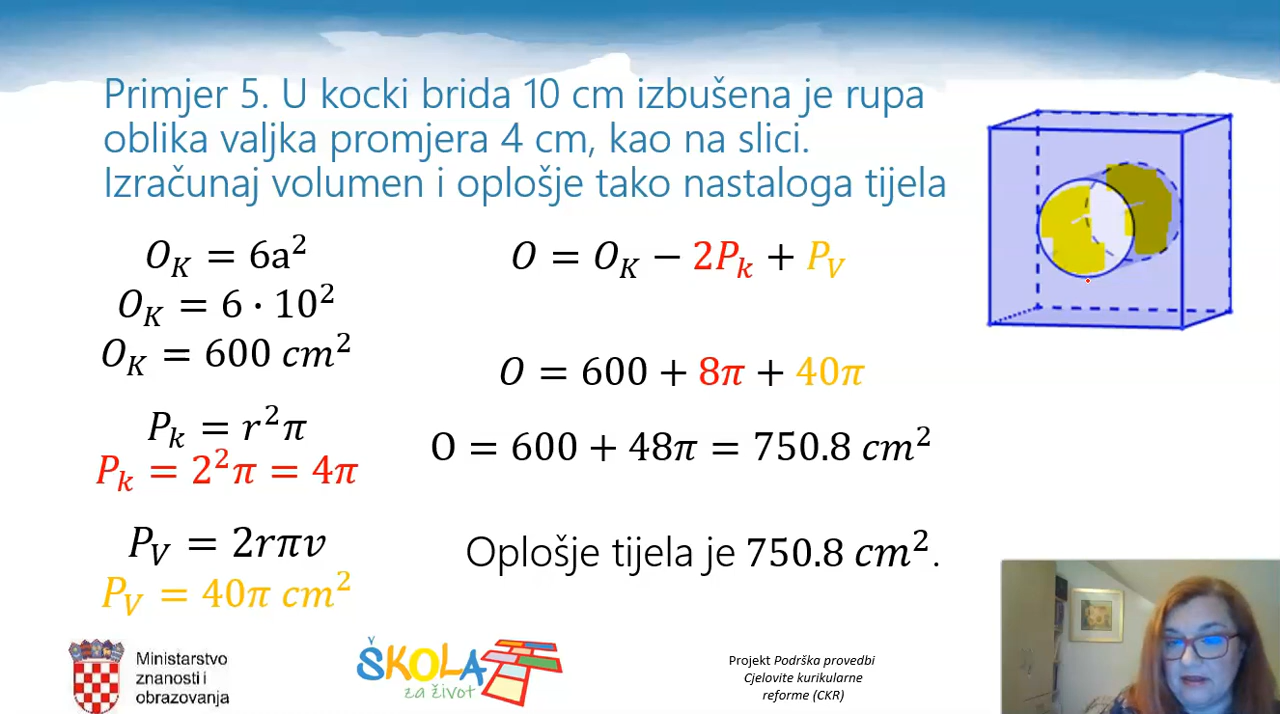 Primjer 5. U kocki brida 10 cm izbušena je rupa
oblika valjka promjera 4 cm, kao na slici.
Izračunaj volumen i oplošje tako nastaloga tijela
O_K = 6a²
O_K = 6 · 10²
O_K = 600 cm²
P_k = r²π
P_k = 2²π = 4π
P_V = 2rπv
P_V = 40π cm²
O = O_K − 2P_k + P_V
O = 600 + 8π + 40π
O = 600 + 48π = 750.8 cm²
Oplošje tijela je 750.8 cm².
Ministarstvo
znanosti i
obrazovanja
ŠKOLA
za život
Projekt Podrška provedbi
Cjelovite kurikularne
reforme (CKR)